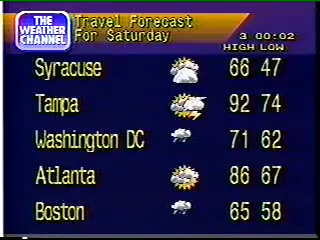 THE
WEATHER
CHANNEL
Travel Forecast
For Saturday
3 00:02
HIGH LOW
Syracuse 66 47
Tampa 92 74
Washington DC 71 62
Atlanta 86 67
Boston 65 58